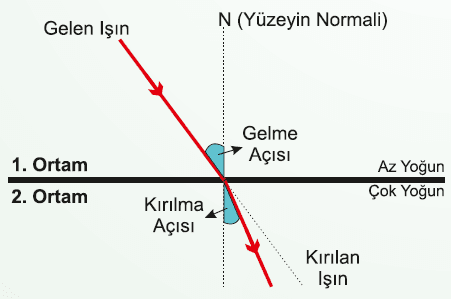 N (Yüzeyin Normali)
Gelen Işın
Gelme
Açısı
1. Ortam
Az Yoğun
2. Ortam
Çok Yoğun
Kırılma
Açısı
Kırılan
Işın